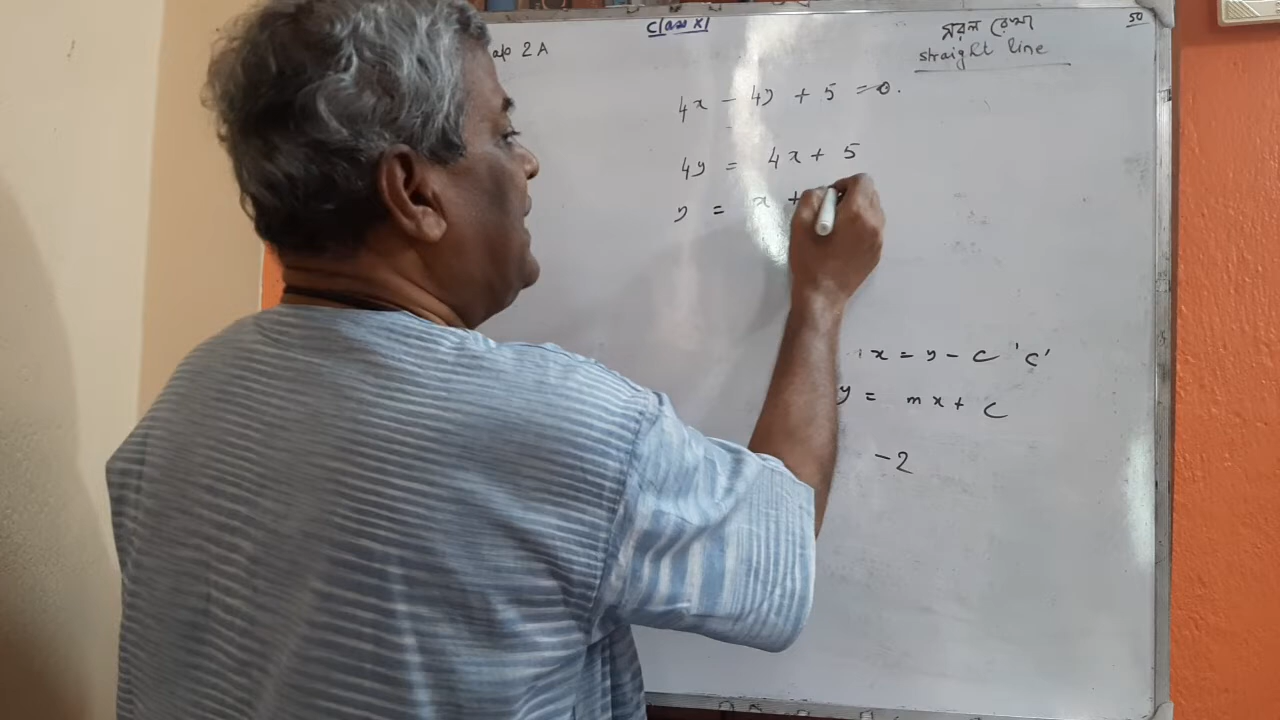 Class XI
সরল রেখা
50
2A
straight line
4x - 4y + 5 = 0.
4y = 4x + 5
y = x +
x = y - c 'c'
y = mx + c
-2